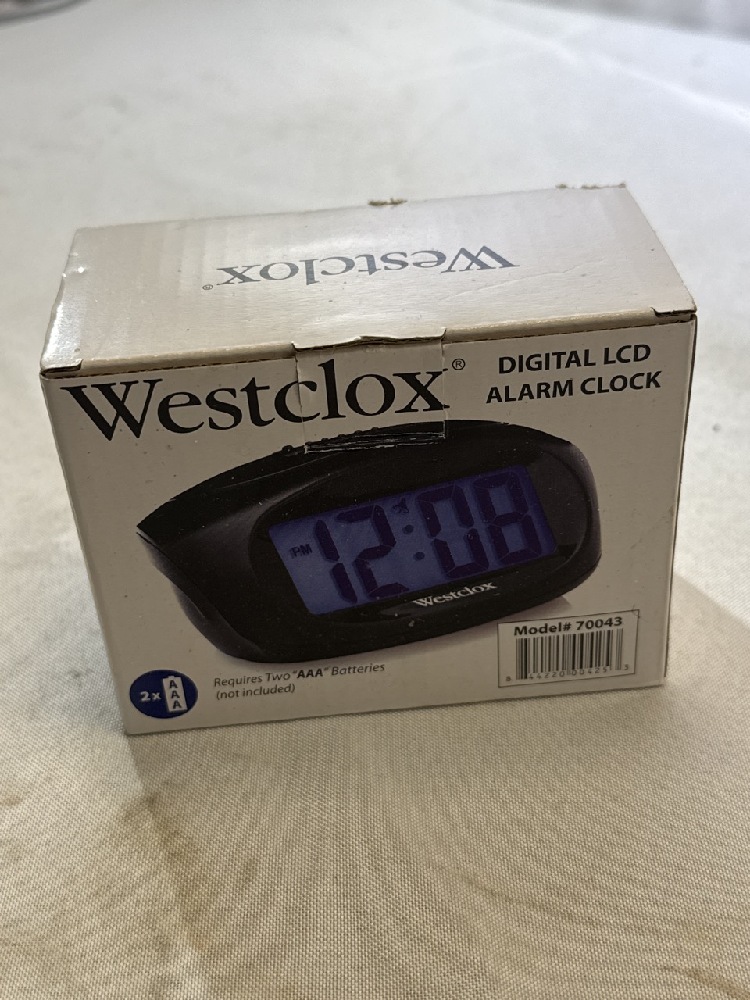 Westclox®
Westclox®
DIGITAL LCD
ALARM CLOCK
PM 12:08
Westclox
Model# 70043
2x AAA
Requires Two "AAA" Batteries
(not included)